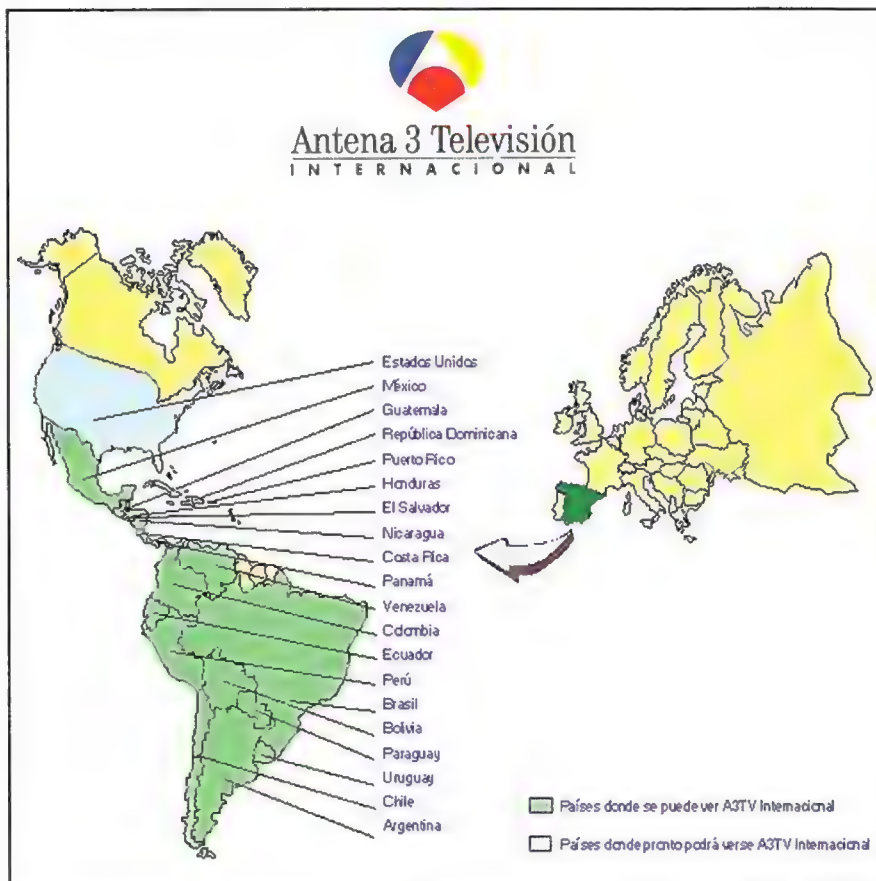 Antena 3 Televisión
INTERNACIONAL
Estados Unidos
México
Guatemala
República Dominicana
Puerto Rico
Honduras
El Salvador
Nicaragua
Costa Rica
Panamá
Venezuela
Colombia
Ecuador
Perú
Brasil
Bolivia
Paraguay
Uruguay
Chile
Argentina
Países donde se puede ver A3TV Internacional
Países donde pronto podrá verse A3TV Internacional